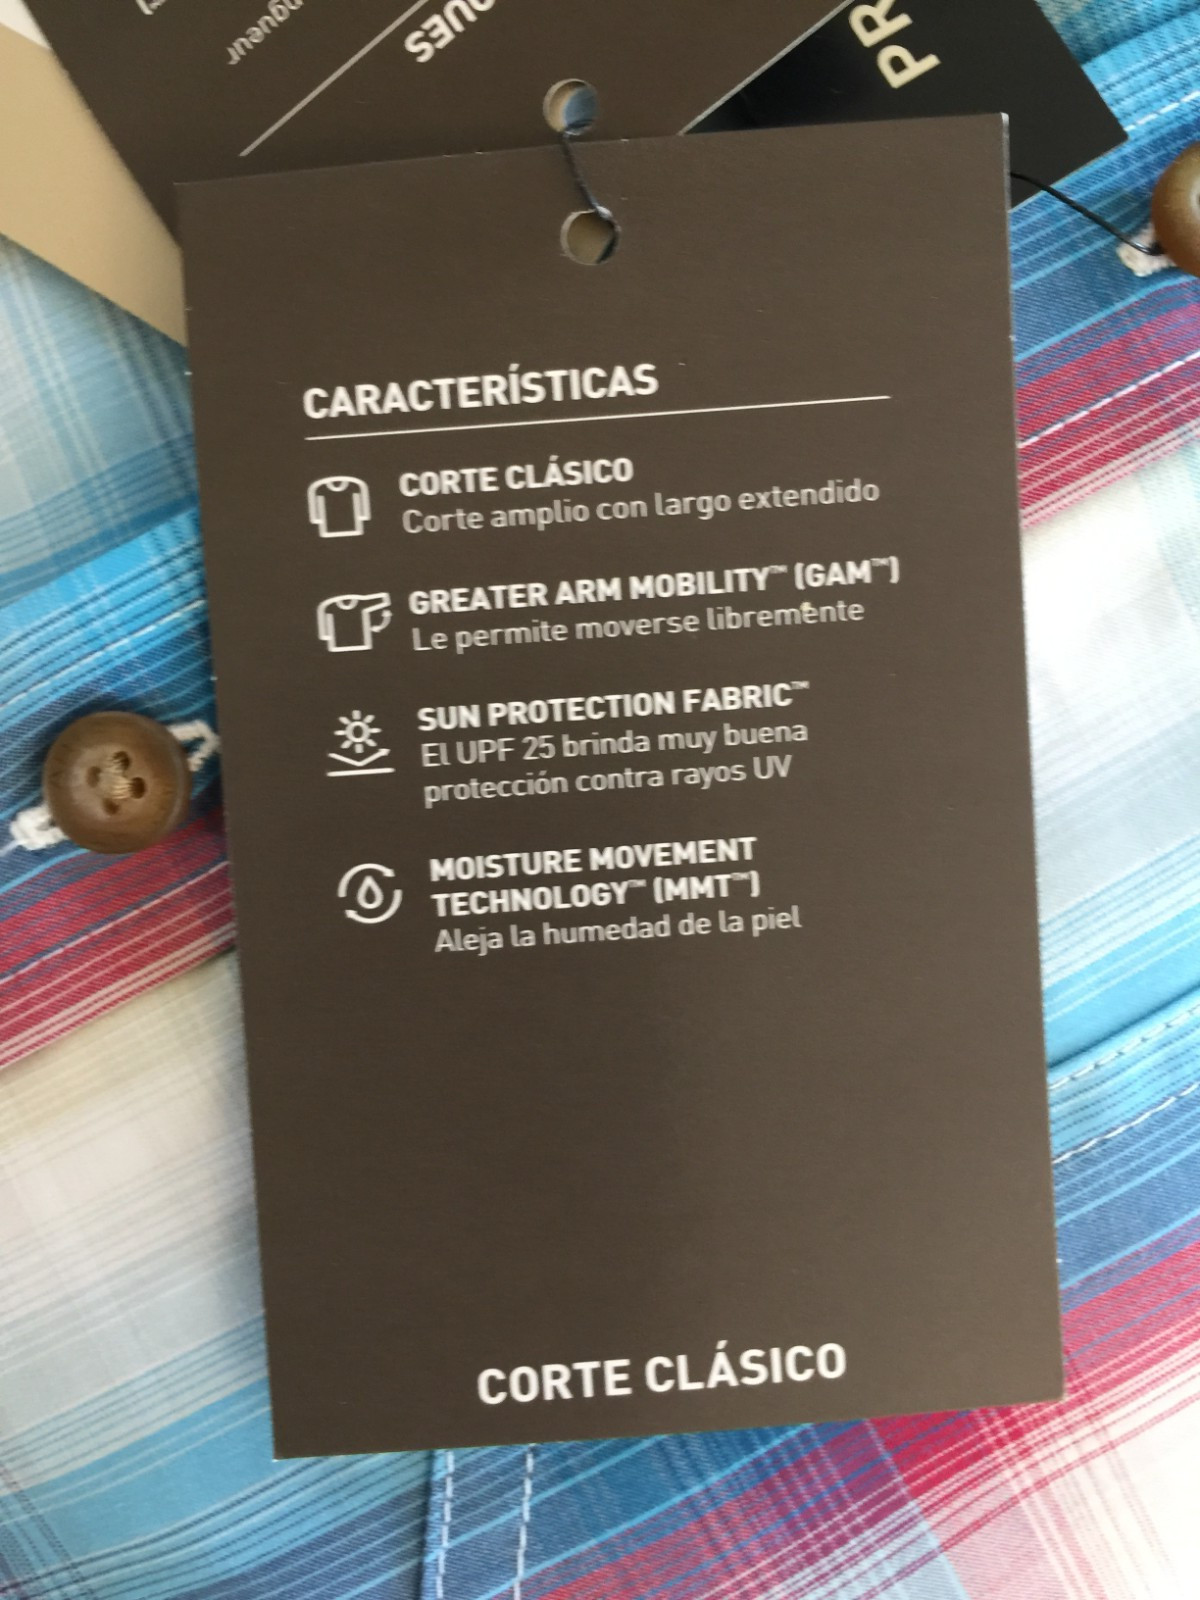 PR
CARACTERÍSTICAS
CORTE CLÁSICO
Corte amplio con largo extendido
GREATER ARM MOBILITY™ (GAM™)
Le permite moverse libremente
SUN PROTECTION FABRIC™
El UPF 25 brinda muy buena
protección contra rayos UV
MOISTURE MOVEMENT
TECHNOLOGY™ (MMT™)
Aleja la humedad de la piel
CORTE CLÁSICO